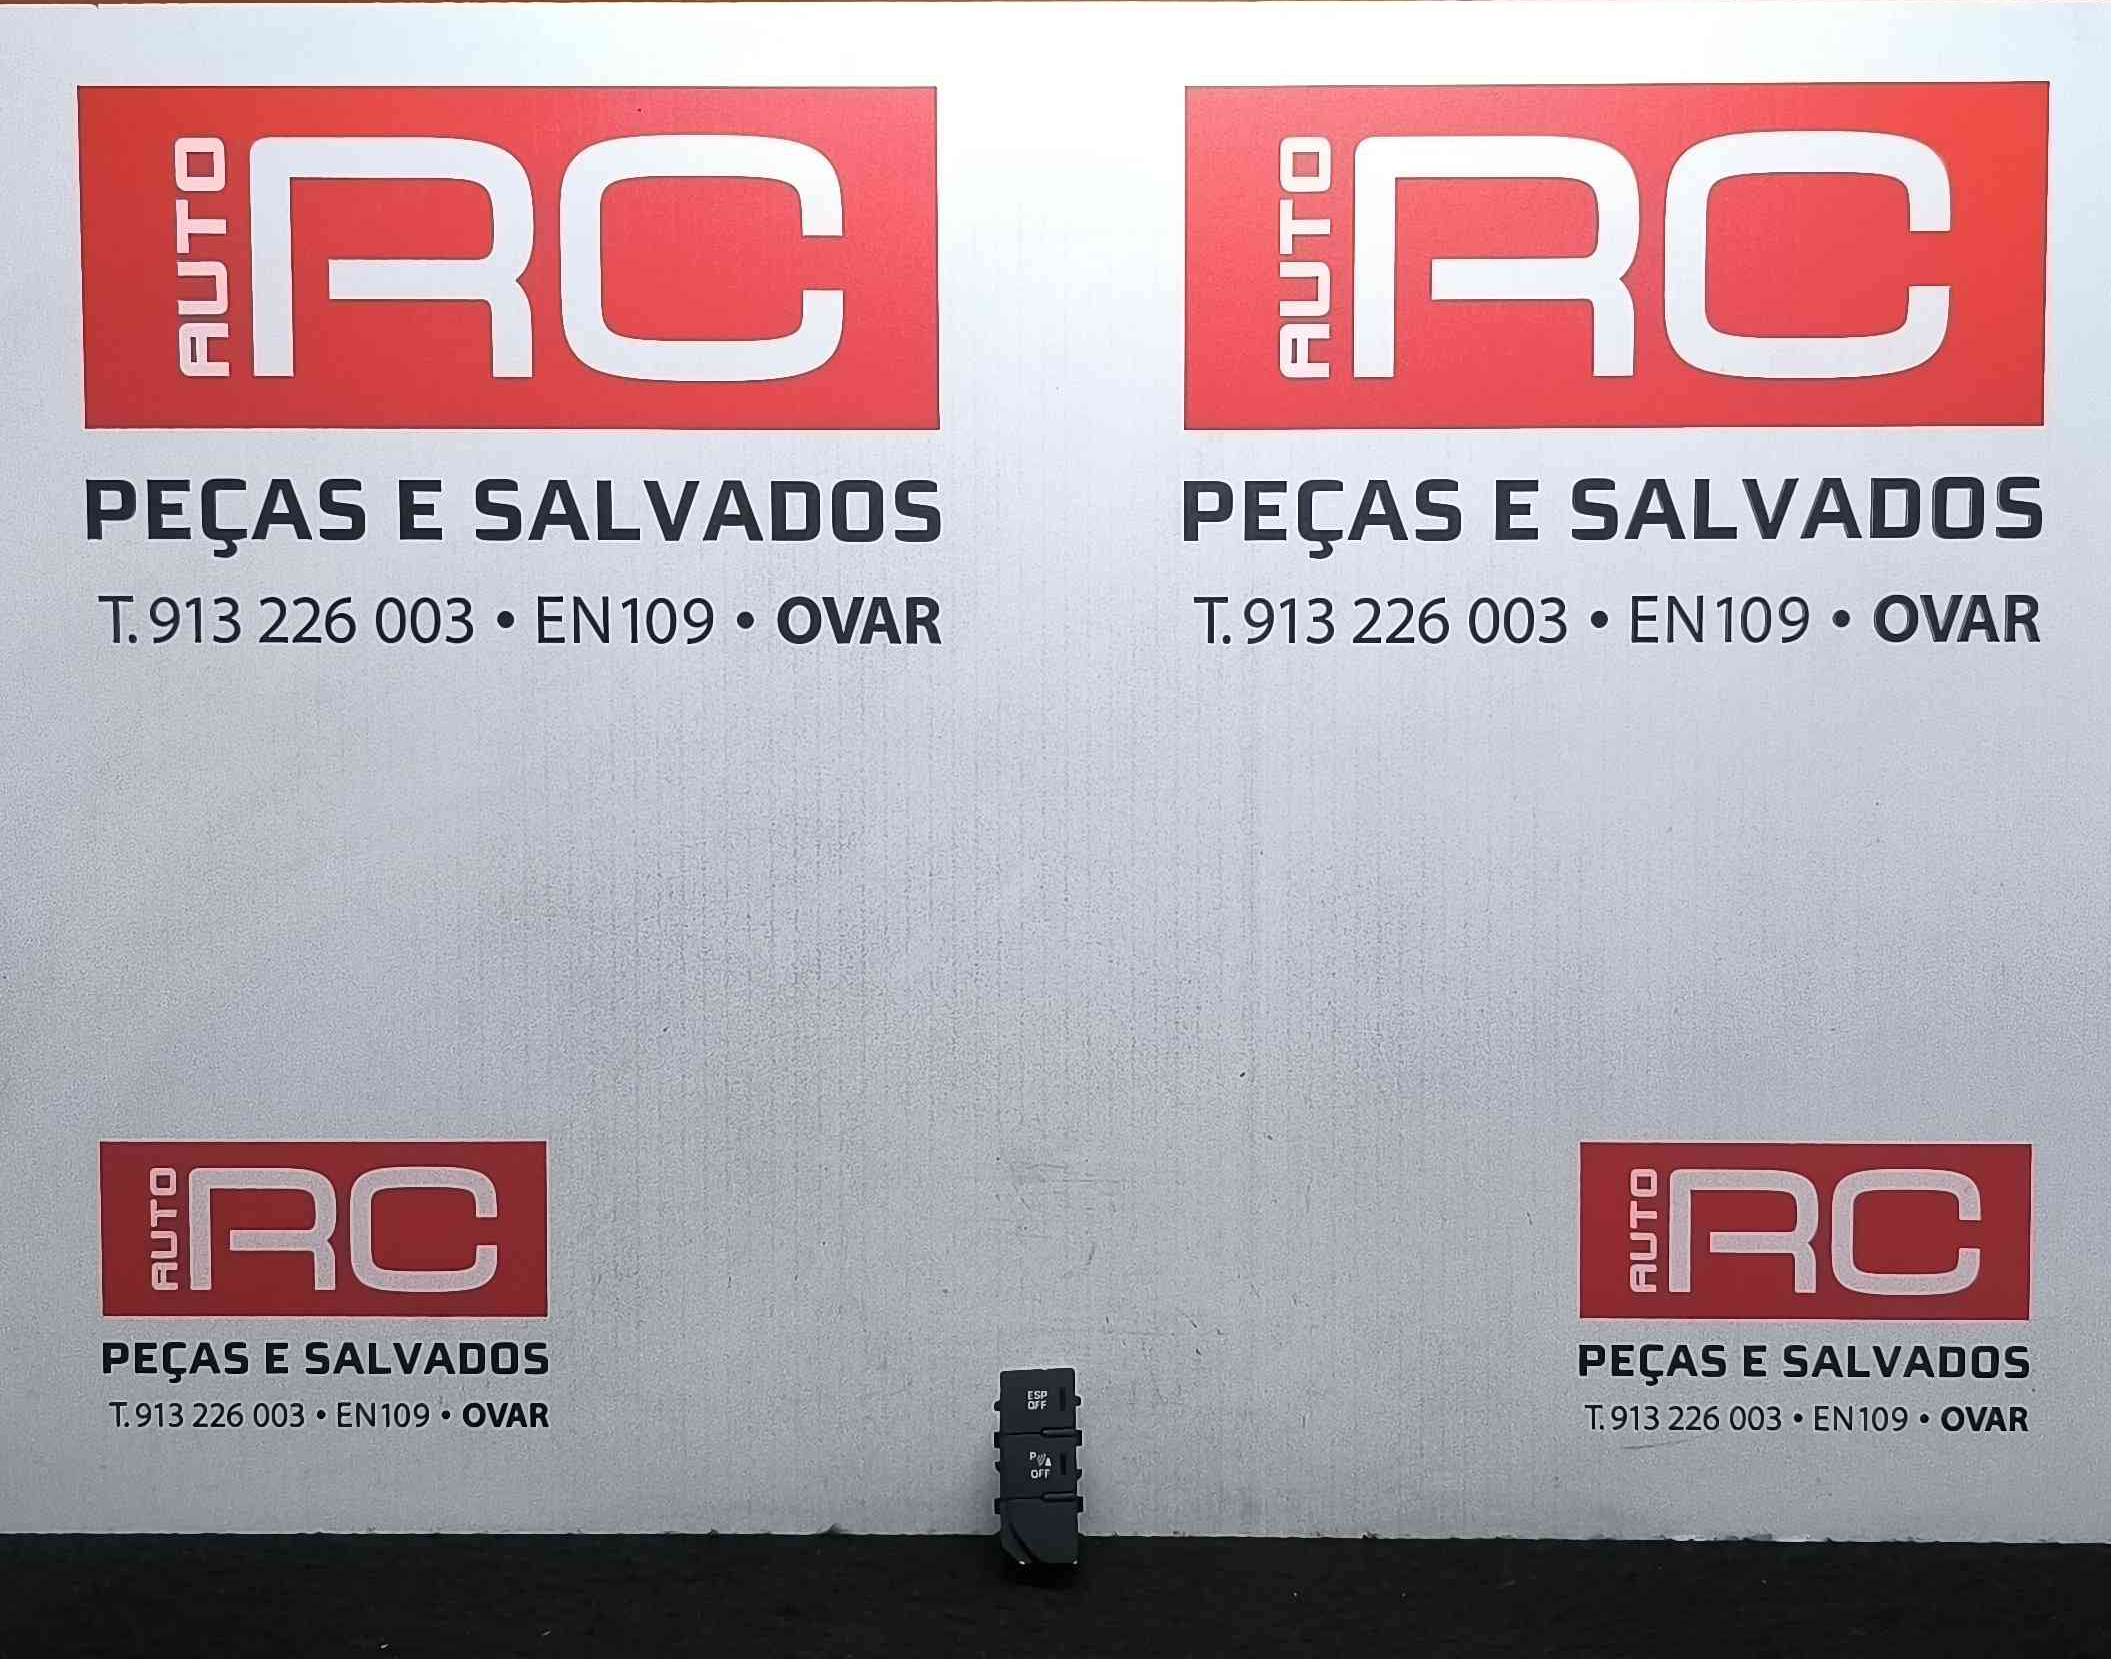 AUTO RC
PEÇAS E SALVADOS
T. 913 226 003 • EN109 • OVAR
AUTO RC
PEÇAS E SALVADOS
T. 913 226 003 • EN109 • OVAR
AUTO RC
PEÇAS E SALVADOS
T. 913 226 003 • EN109 • OVAR
AUTO RC
PEÇAS E SALVADOS
T. 913 226 003 • EN109 • OVAR
ESP
OFF
P
OFF